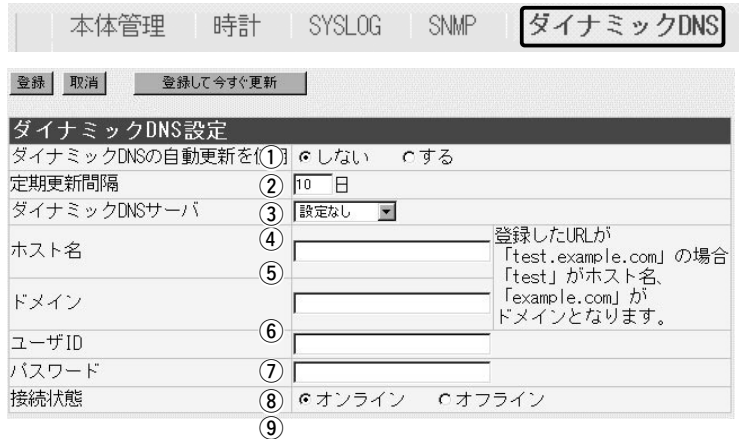 本体管理 時計 SYSLOG SNMP ダイナミックDNS
登録 取消 登録して今すぐ更新
ダイナミックDNS設定
ダイナミックDNSの自動更新を使用 ① しない する
定期更新間隔 ② 10 日
ダイナミックDNSサーバ ③ 設定なし
ホスト名 ④
登録したURLが
「test.example.com」の場合
「test」がホスト名、
「example.com」が
ドメインとなります。
⑤
ドメイン
⑥
ユーザID
パスワード ⑦
接続状態 ⑧ オンライン オフライン
⑨